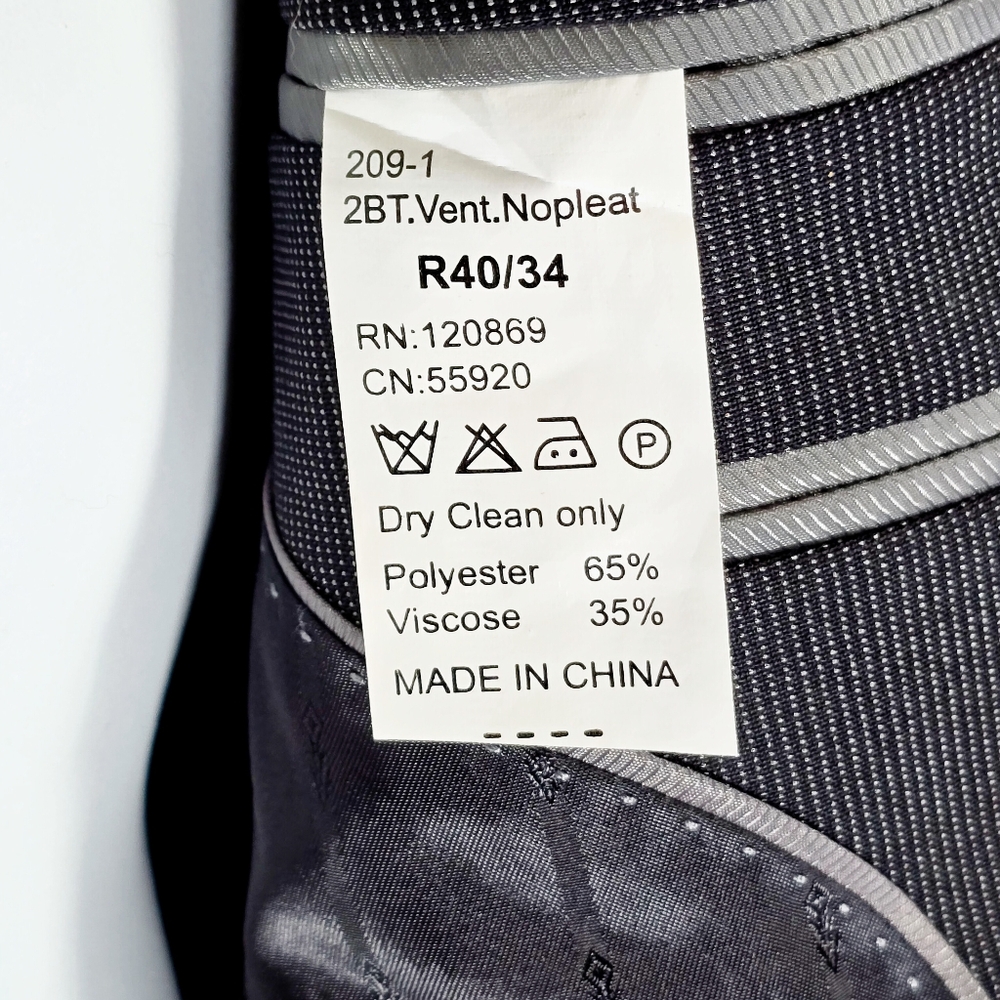 209-1
2BT.Vent.Nopleat
R40/34
RN:120869
CN:55920
P
Dry Clean only
Polyester 65%
Viscose 35%
MADE IN CHINA